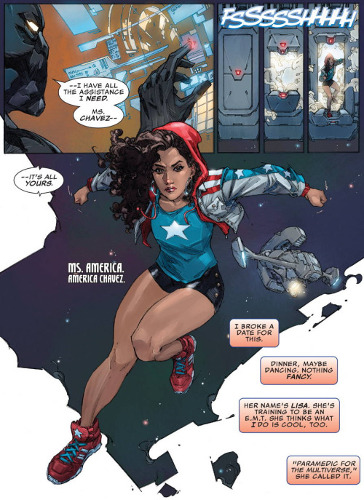 --I HAVE ALL
THE ASSISTANCE
I NEED.
MS.
CHAVEZ--
PSSSSSHHHH
--IT'S ALL
YOURS.
MS. AMERICA.
AMERICA CHAVEZ.
I BROKE A
DATE FOR
THIS.
DINNER, MAYBE
DANCING. NOTHING
FANCY.
HER NAME'S LISA. SHE'S
TRAINING TO BE AN
E.M.T. SHE THINKS WHAT
I DO IS COOL, TOO.
"PARAMEDIC FOR
THE MULTIVERSE,"
SHE CALLED IT.